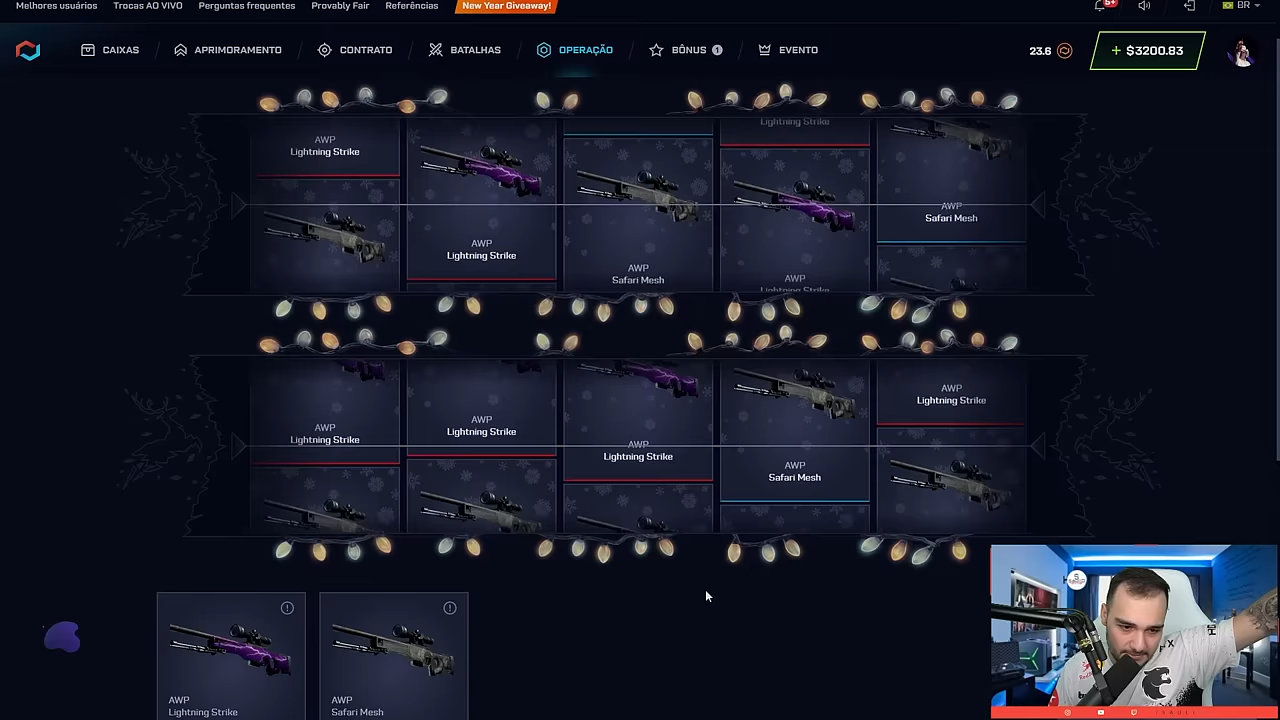 Melhores usuários Trocas AO VIVO Perguntas frequentes Provably Fair Referências New Year Giveaway! 5+ BR
CAIXAS APRIMORAMENTO CONTRATO BATALHAS OPERAÇÃO BÔNUS 1 EVENTO 23.6 + $3200.83
AWP
Lightning Strike
AWP
Lightning Strike
AWP
Safari Mesh
Lightning Strike
AWP
Lightning Strike
AWP
Safari Mesh
AWP
Lightning Strike
AWP
Lightning Strike
AWP
Lightning Strike
AWP
Safari Mesh
AWP
Lightning Strike
AWP
Lightning Strike
AWP
Safari Mesh